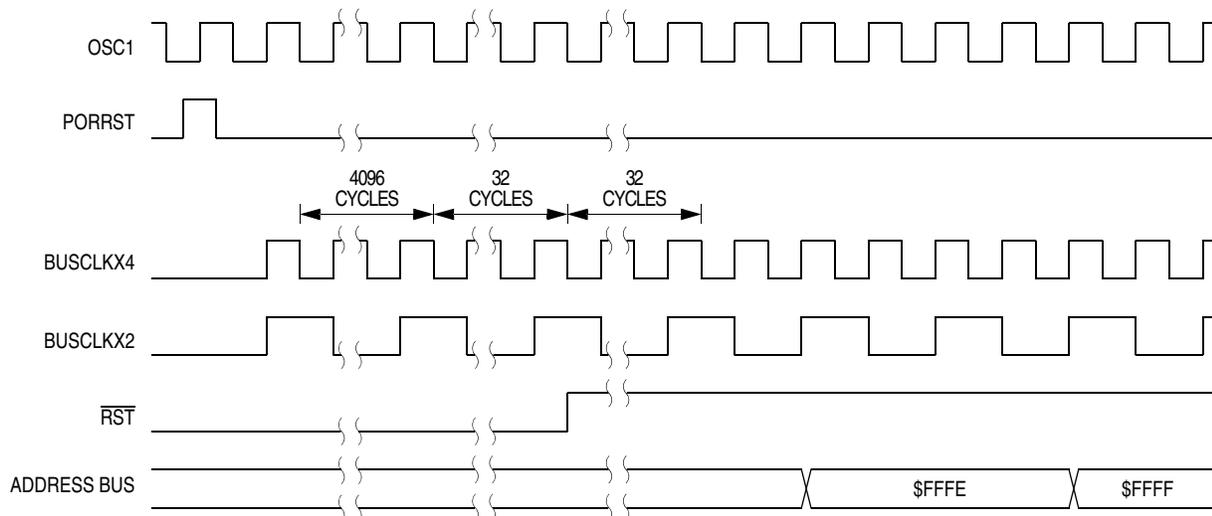 OSC1
PORRST
4096
CYCLES
32
CYCLES
32
CYCLES
BUSCLKX4
BUSCLKX2
RST
ADDRESS BUS
$FFFE
$FFFF